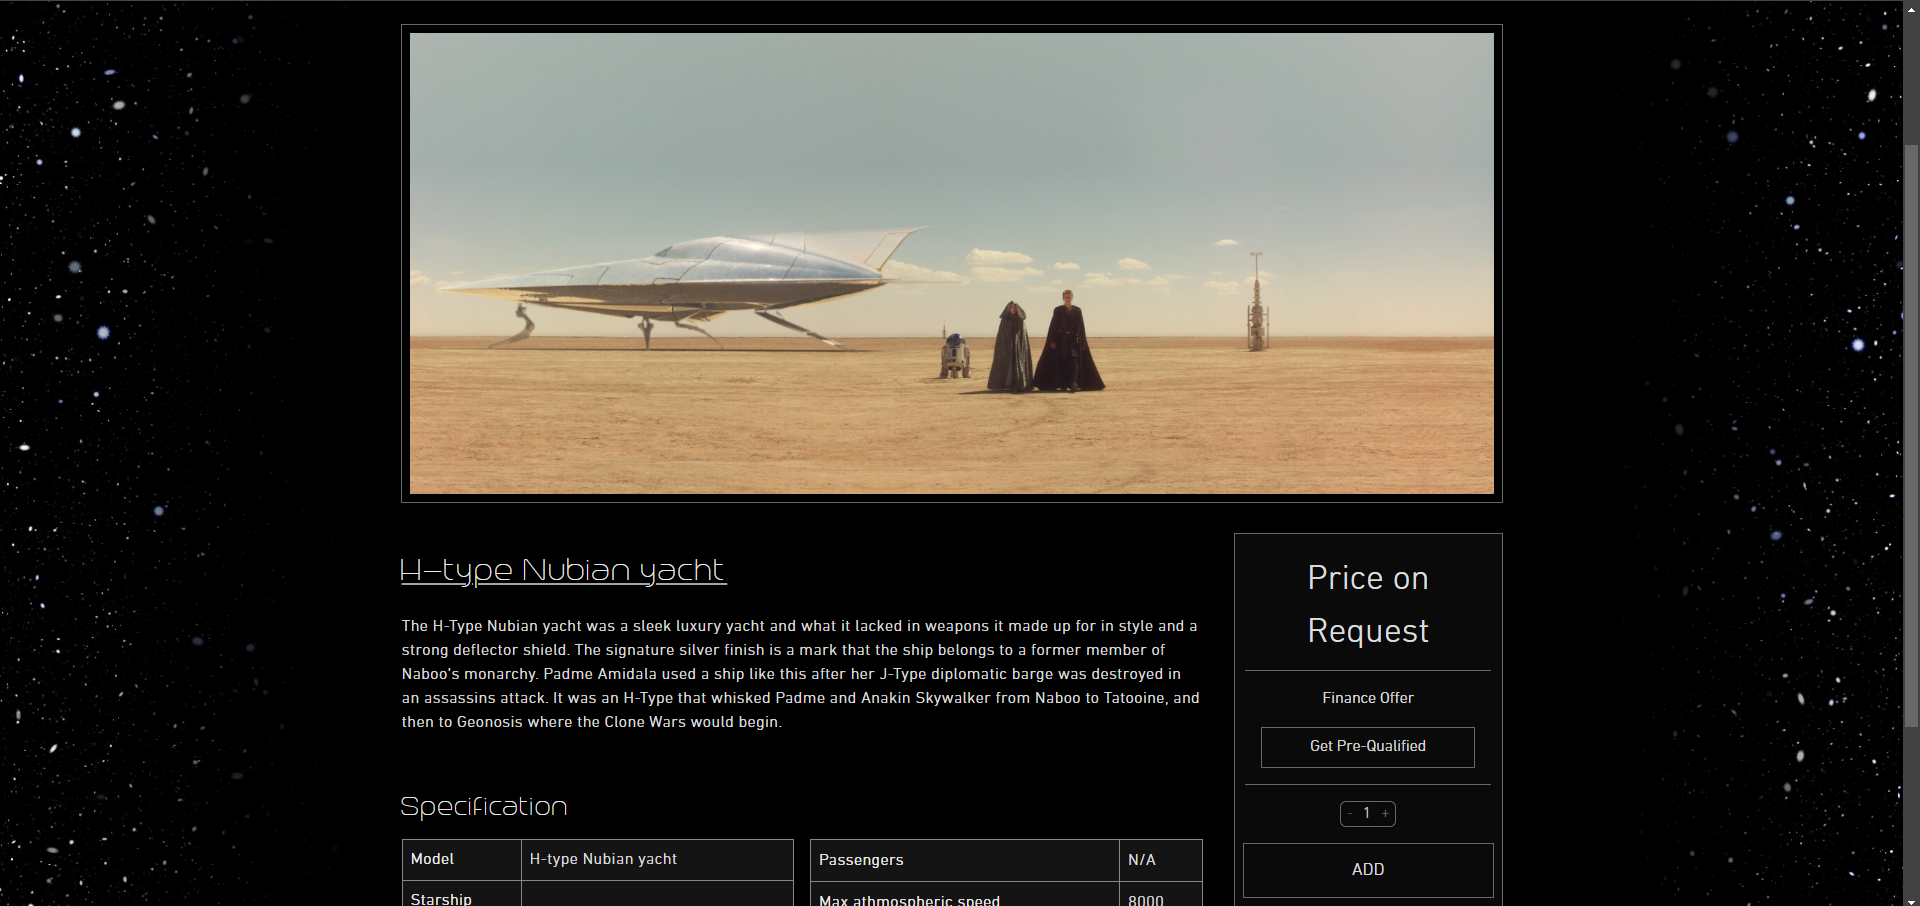 H-type Nubian yacht
The H-Type Nubian yacht was a sleek luxury yacht and what it lacked in weapons it made up for in style and a
strong deflector shield. The signature silver finish is a mark that the ship belongs to a former member of
Naboo's monarchy. Padme Amidala used a ship like this after her J-Type diplomatic barge was destroyed in
an assassins attack. It was an H-Type that whisked Padme and Anakin Skywalker from Naboo to Tatooine, and
then to Geonosis where the Clone Wars would begin.
Specification
Model H-type Nubian yacht
Starship
Passengers N/A
Max athmospheric speed 8000
Price on
Request
Finance Offer
Get Pre-Qualified
- 1 +
ADD